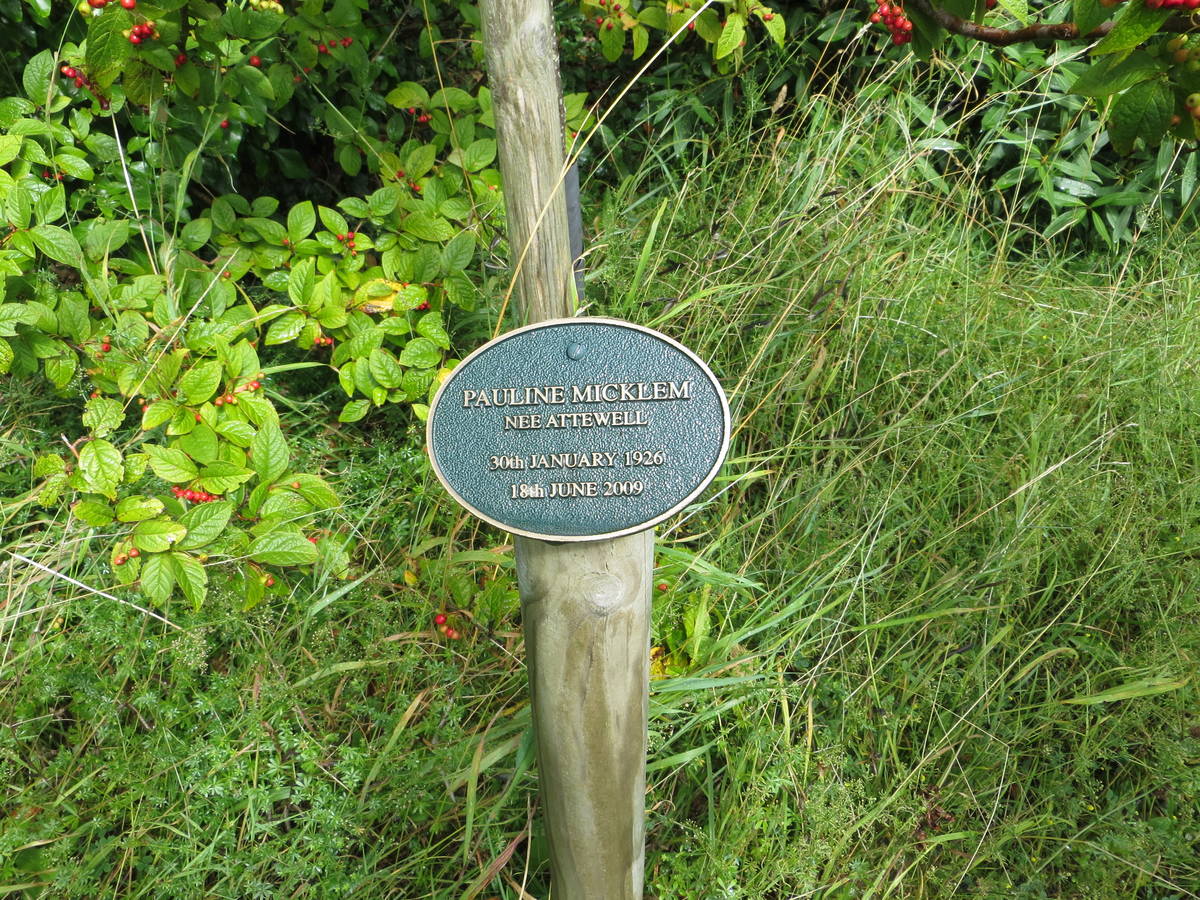 PAULINE MICKLEM
NEE ATTEWELL
30th JANUARY 1926
18th JUNE 2009